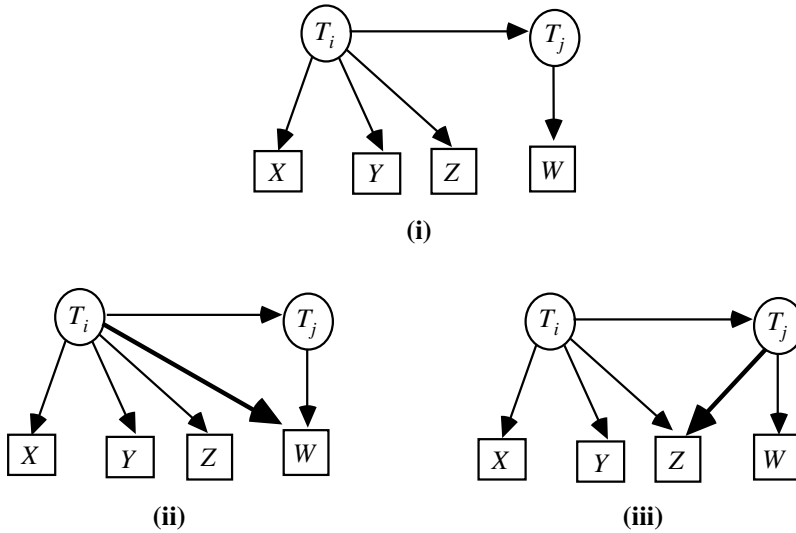 T_i T_j
X Y Z W
(i)
T_i T_j T_i T_j
X Y Z W X Y Z W
(ii) (iii)